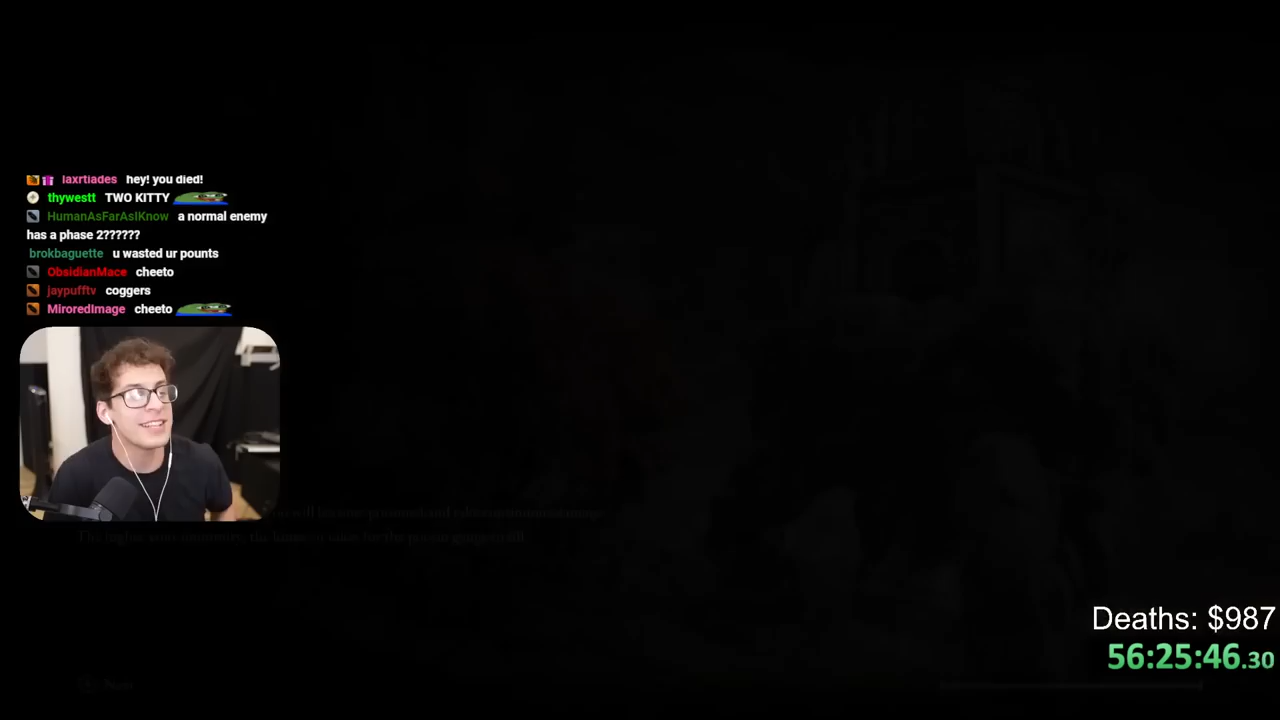 laxrtiades hey! you died!
thywestt TWO KITTY
HumanAsFarAsIKnow a normal enemy
has a phase 2??????
brokbaguette u wasted ur pounts
ObsidianMace cheeto
jaypufftv coggers
MiroredImage cheeto
Deaths: $987
56:25:46.30